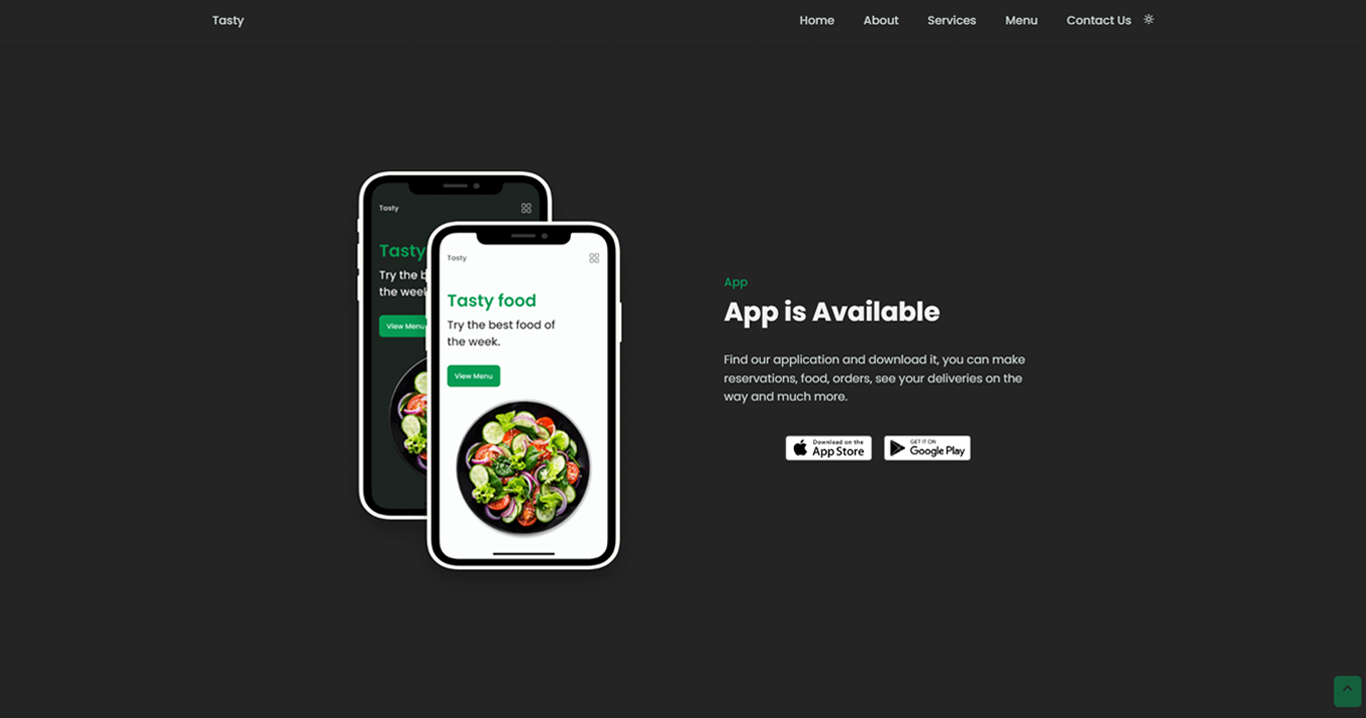 Tasty
Home About Services Menu Contact Us
Tasty
Tasty
Try the b
the week
View Menu
Tasty
Tasty food
Try the best food of
the week.
View Menu
App
App is Available
Find our application and download it, you can make
reservations, food, orders, see your deliveries on the
way and much more.
Download on the
App Store
GET IT ON
Google Play